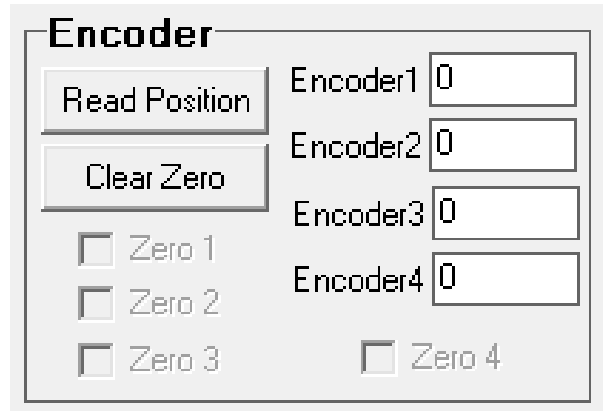 Encoder
Read Position
Encoder1 0
Clear Zero
Encoder2 0
Encoder3 0
Zero 1
Encoder4 0
Zero 2
Zero 3
Zero 4